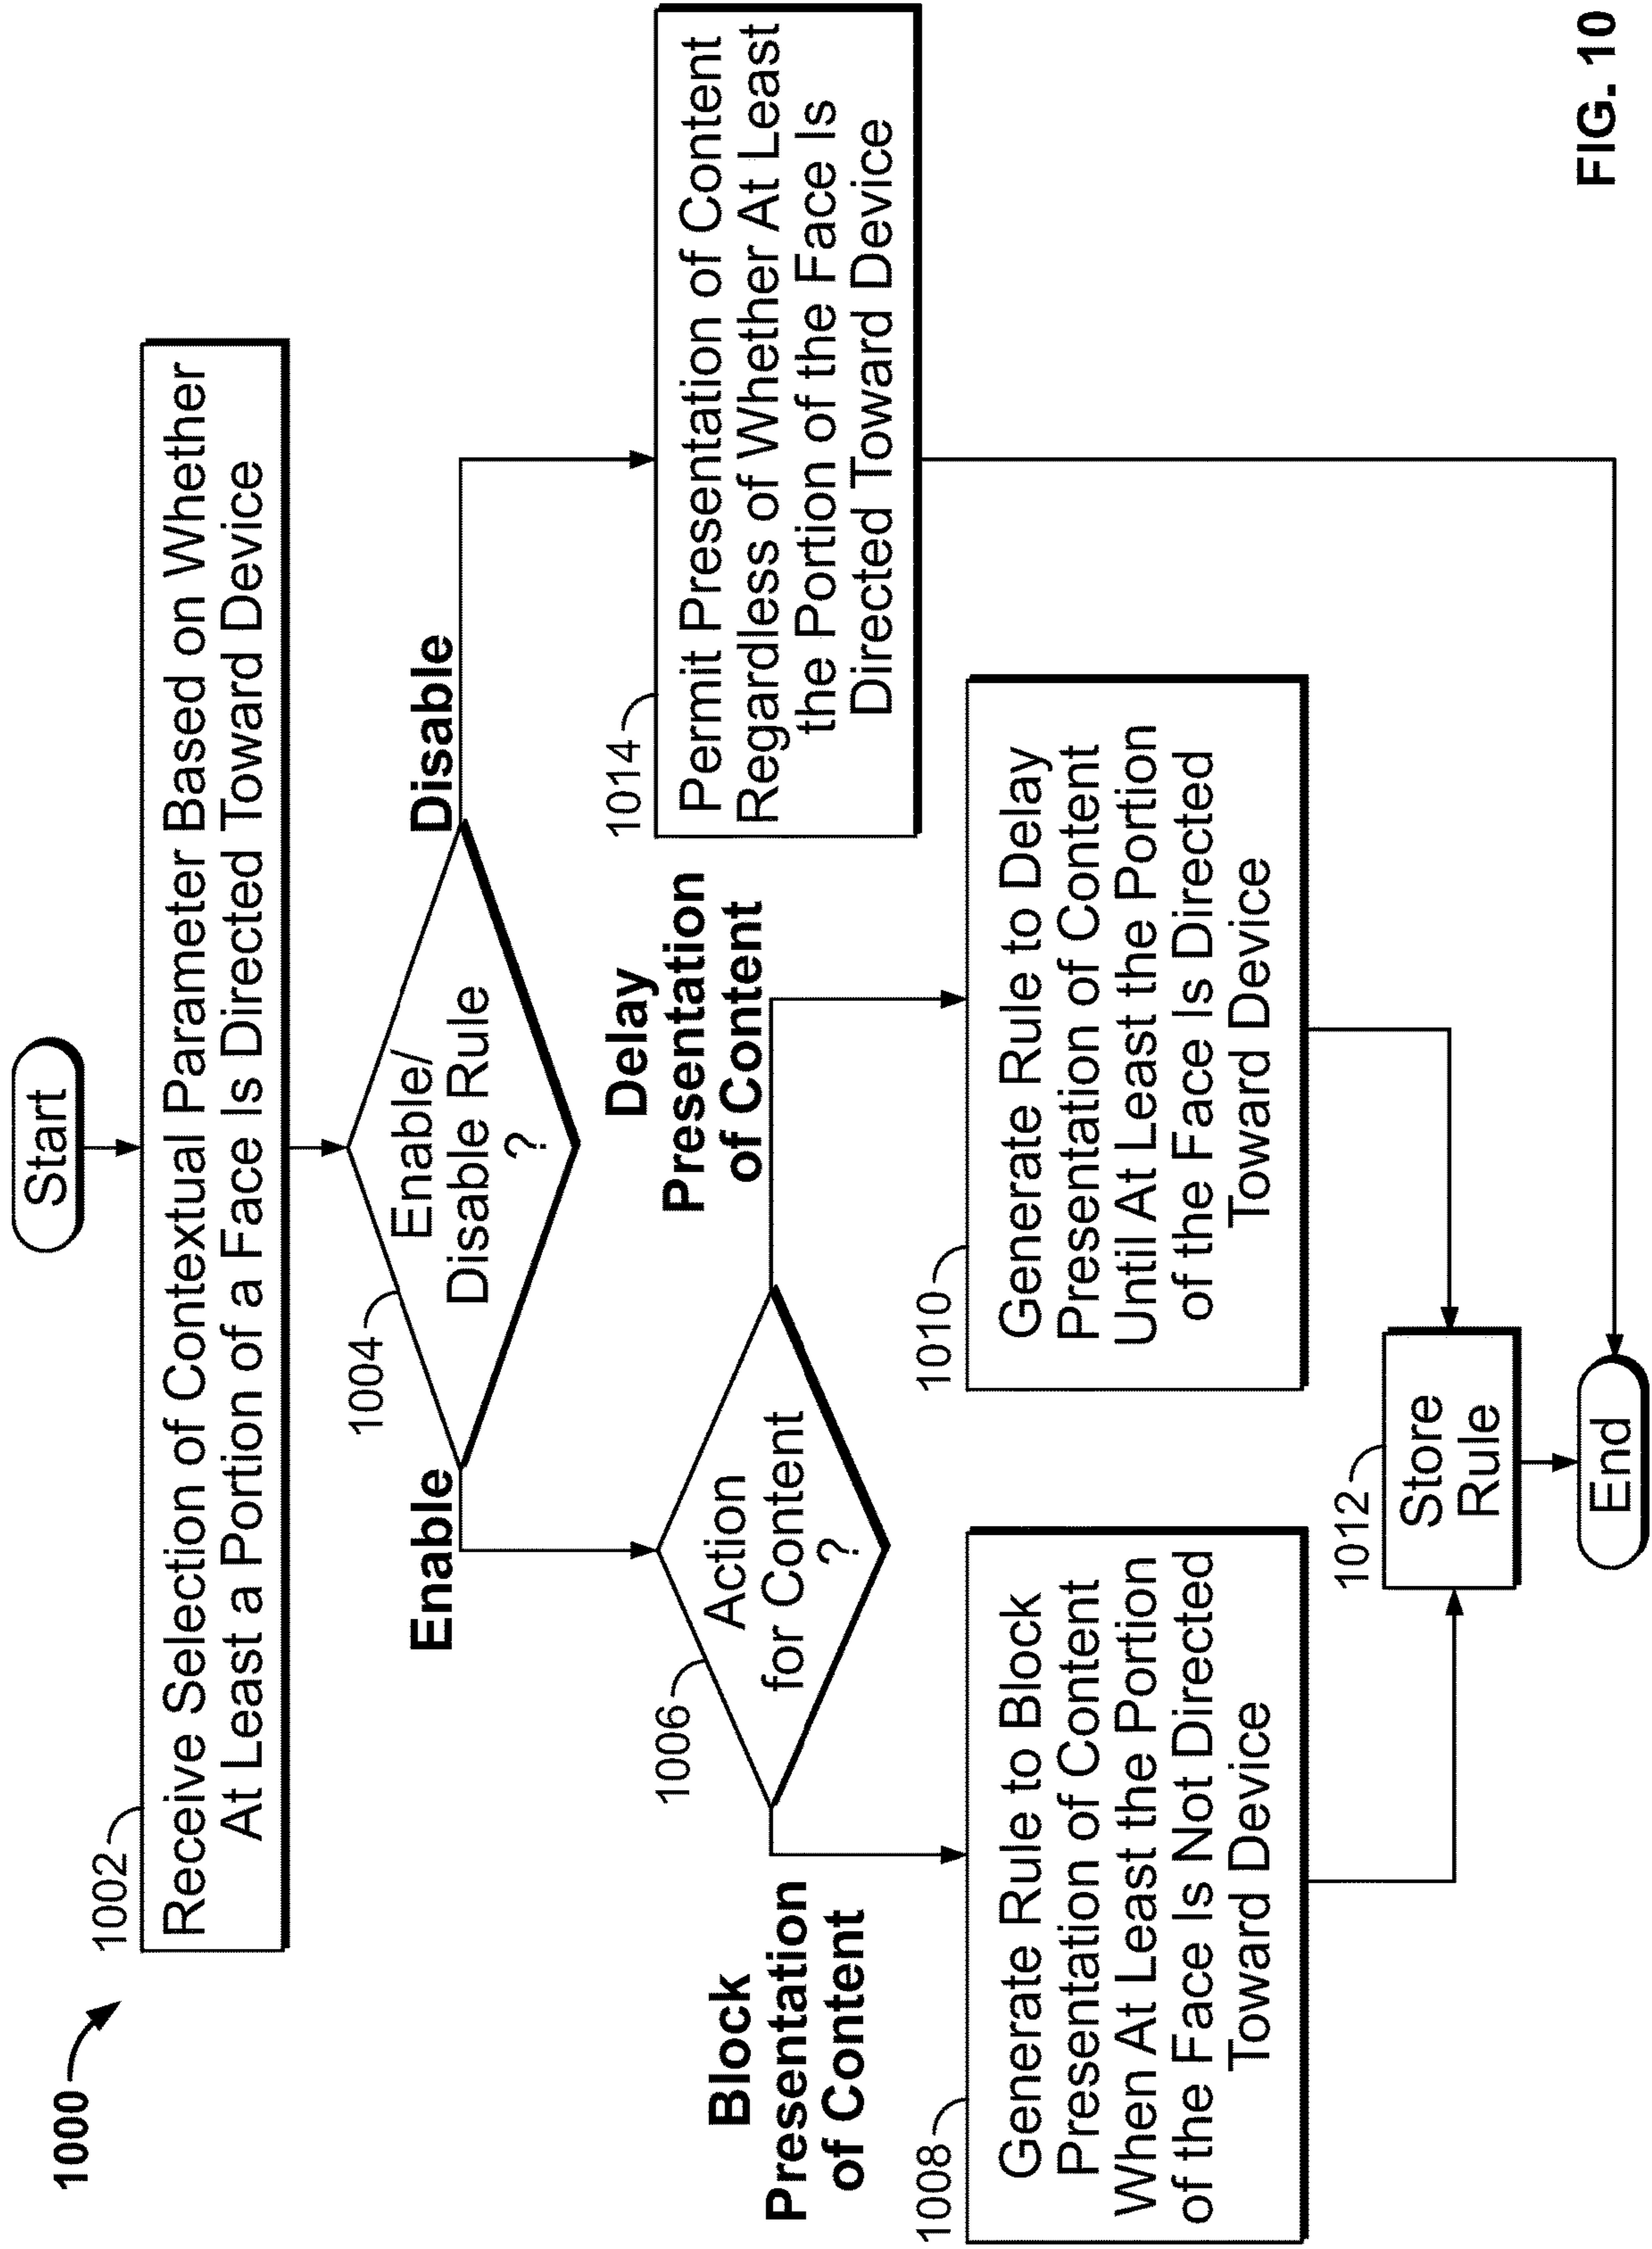 1000
Start
1002
Receive Selection of Contextual Parameter Based on Whether
At Least a Portion of a Face Is Directed Toward Device
1004
Enable/
Disable Rule
?
Enable
Disable
1006
Action
for Content
?
Block
Presentation
of Content
Delay
Presentation
of Content
1014
Permit Presentation of Content
Regardless of Whether At Least
the Portion of the Face Is
Directed Toward Device
1008
Generate Rule to Block
Presentation of Content
When At Least the Portion
of the Face Is Not Directed
Toward Device
1010
Generate Rule to Delay
Presentation of Content
Until At Least the Portion
of the Face Is Directed
Toward Device
1012
Store
Rule
End
FIG. 10